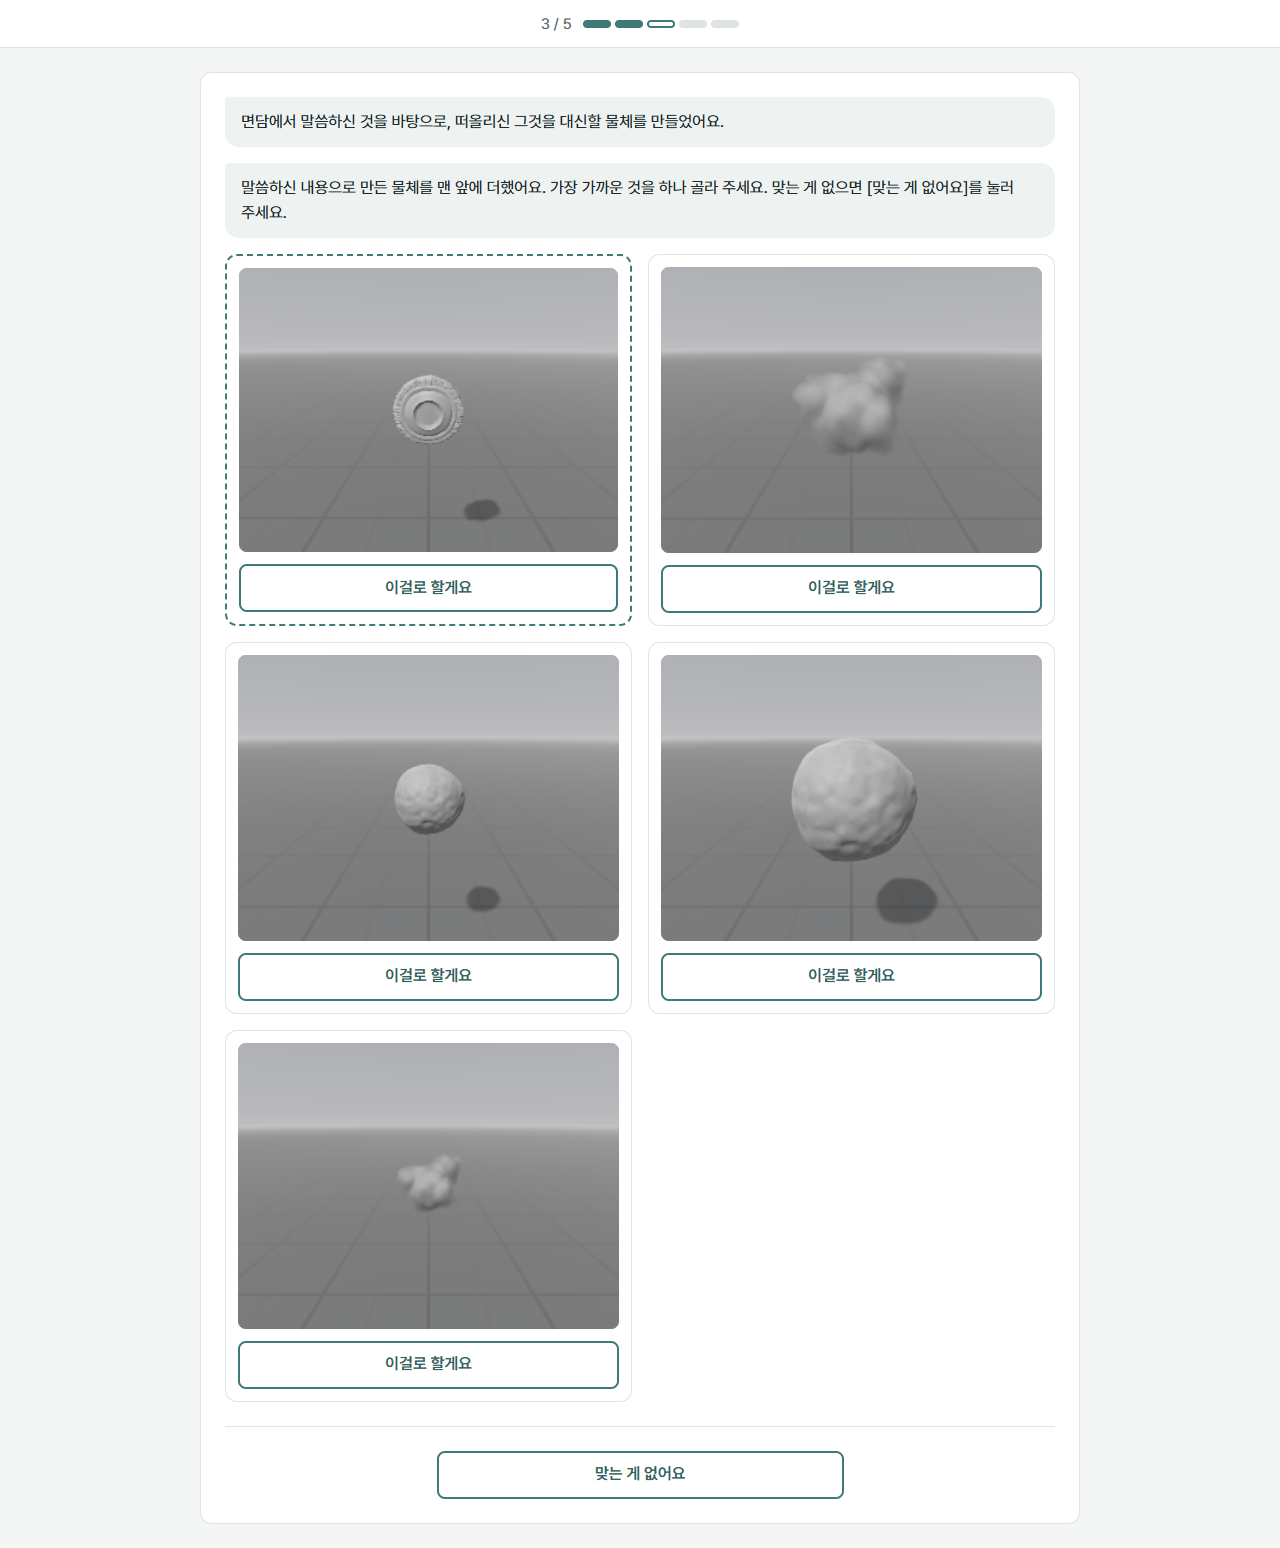 3 / 5
면담에서 말씀하신 것을 바탕으로, 떠올리신 그것을 대신할 물체를 만들었어요.
말씀하신 내용으로 만든 물체를 맨 앞에 더했어요. 가장 가까운 것을 하나 골라 주세요. 맞는 게 없으면 [맞는 게 없어요]를 눌러
주세요.
이걸로 할게요
이걸로 할게요
이걸로 할게요
이걸로 할게요
이걸로 할게요
맞는 게 없어요